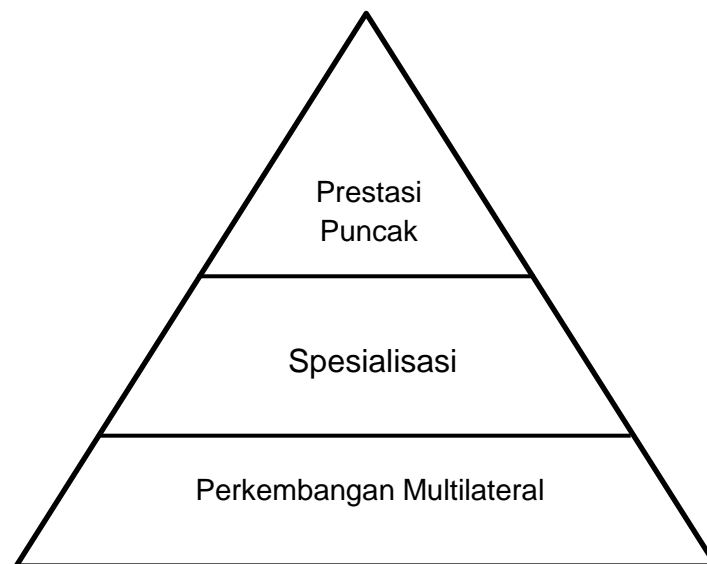 Prestasi
Puncak
Spesialisasi
Perkembangan Multilateral